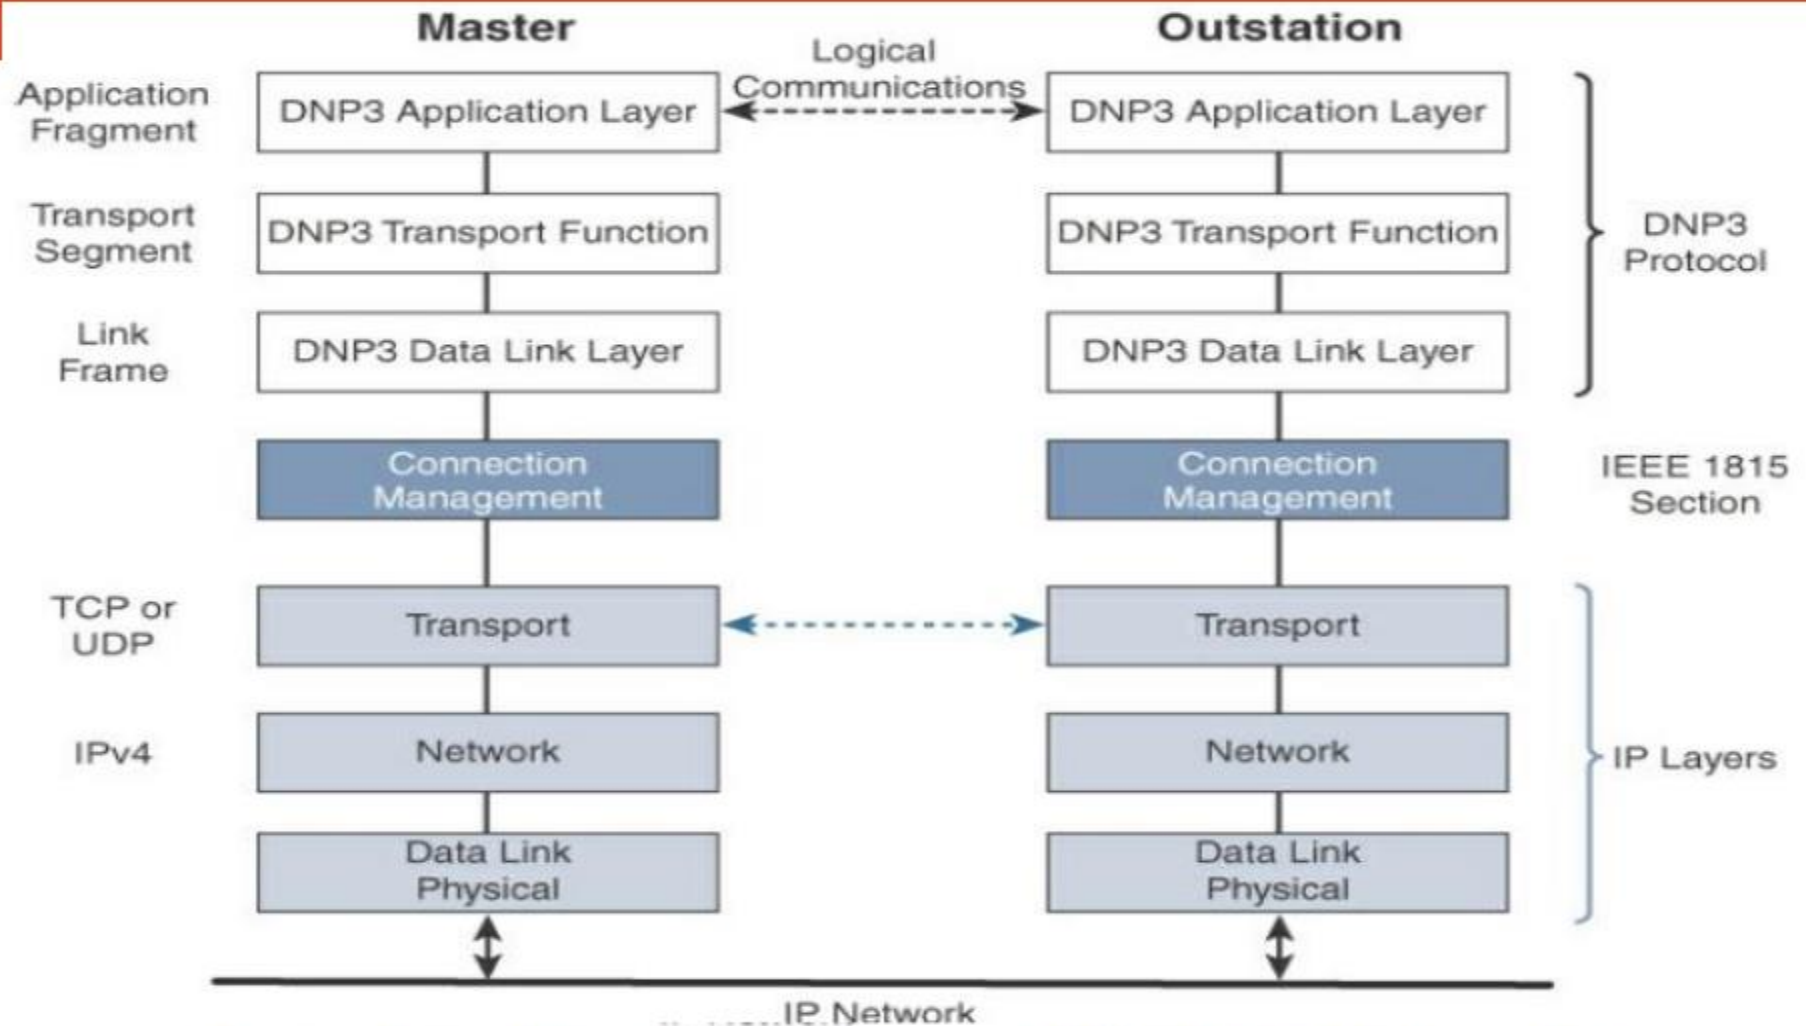 Master
Outstation
Logical
Communications
Application
Fragment
DNP3 Application Layer
DNP3 Application Layer
Transport
Segment
DNP3 Transport Function
DNP3 Transport Function
DNP3
Protocol
Link
Frame
DNP3 Data Link Layer
DNP3 Data Link Layer
Connection
Management
Connection
Management
IEEE 1815
Section
TCP or
UDP
Transport
Transport
IPv4
Network
Network
IP Layers
Data Link
Physical
Data Link
Physical
IP Network